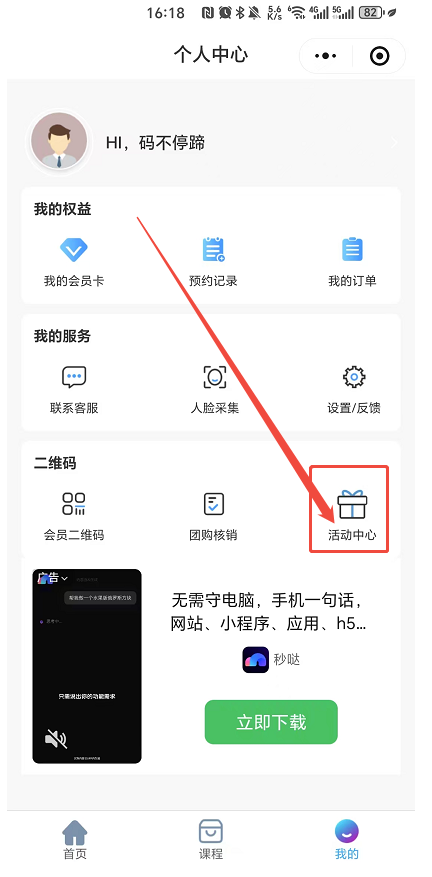 16:18
5.6 K/s
6
4G
5G
82
个人中心
HI，码不停蹄
我的权益
我的会员卡
预约记录
我的订单
我的服务
联系客服
人脸采集
设置/反馈
二维码
会员二维码
团购核销
活动中心
广告
只需说出你的功能需求
无需守电脑，手机一句话，
网站、小程序、应用、h5...
秒哒
立即下载
首页
课程
我的